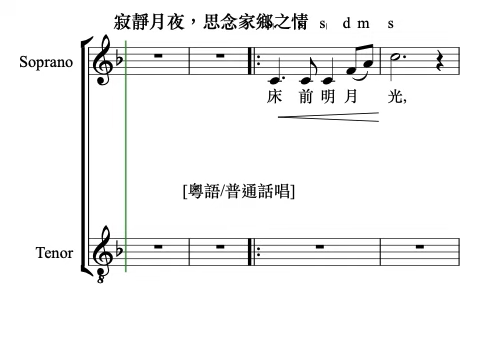 寂靜月夜，思念家鄉之情 s d m s
Soprano
床 前 明 月 光,
[粵語/普通話唱]
Tenor
8